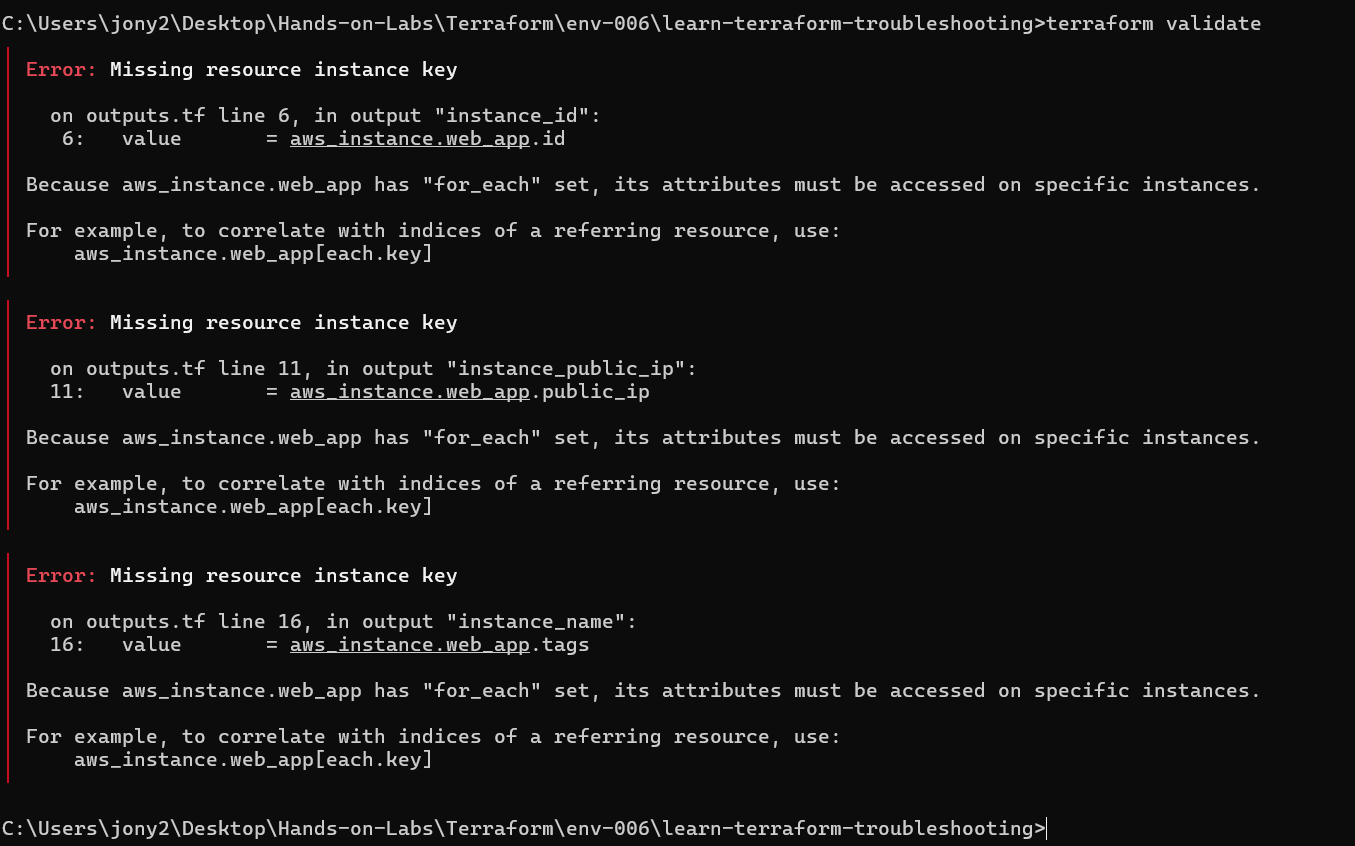 C:\Users\jony2\Desktop\Hands-on-Labs\Terraform\env-006\learn-terraform-troubleshooting>terraform validate
Error: Missing resource instance key
on outputs.tf line 6, in output "instance_id":
6:   value       = aws_instance.web_app.id
Because aws_instance.web_app has "for_each" set, its attributes must be accessed on specific instances.
For example, to correlate with indices of a referring resource, use:
aws_instance.web_app[each.key]
Error: Missing resource instance key
on outputs.tf line 11, in output "instance_public_ip":
11:   value       = aws_instance.web_app.public_ip
Because aws_instance.web_app has "for_each" set, its attributes must be accessed on specific instances.
For example, to correlate with indices of a referring resource, use:
aws_instance.web_app[each.key]
Error: Missing resource instance key
on outputs.tf line 16, in output "instance_name":
16:   value       = aws_instance.web_app.tags
Because aws_instance.web_app has "for_each" set, its attributes must be accessed on specific instances.
For example, to correlate with indices of a referring resource, use:
aws_instance.web_app[each.key]
C:\Users\jony2\Desktop\Hands-on-Labs\Terraform\env-006\learn-terraform-troubleshooting>